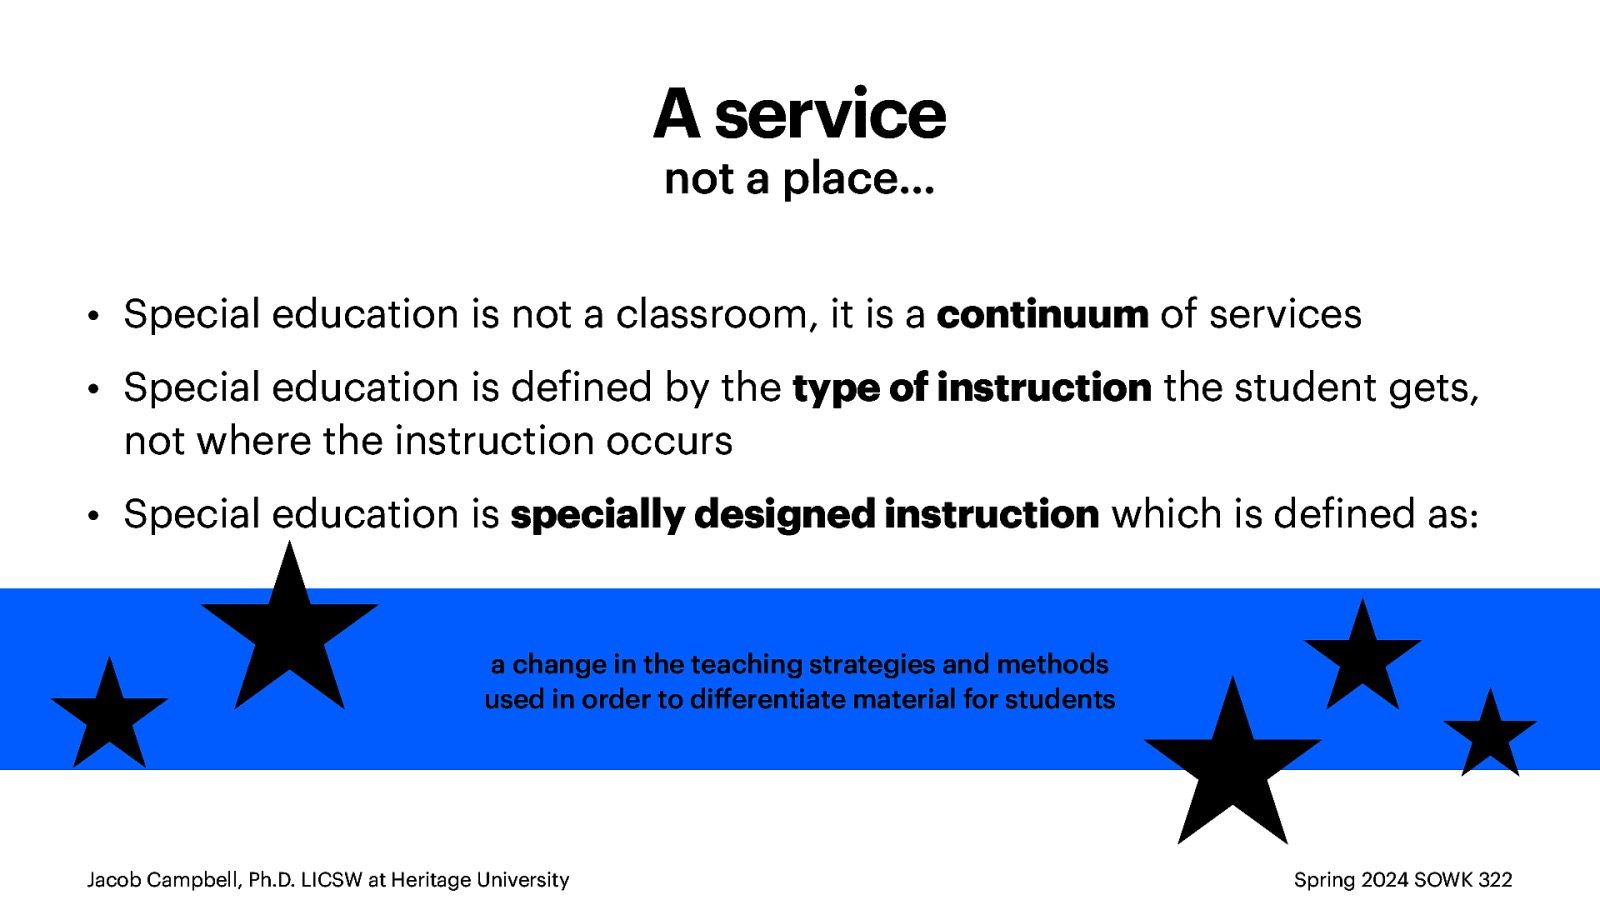 A service
not a place...
• Special education is not a classroom, it is a continuum of services
• Special education is defined by the type of instruction the student gets,
not where the instruction occurs
• Special education is specially designed instruction which is defined as:
a change in the teaching strategies and methods
used in order to differentiate material for students
Jacob Campbell, Ph.D. LICSW at Heritage University
Spring 2024 SOWK 322